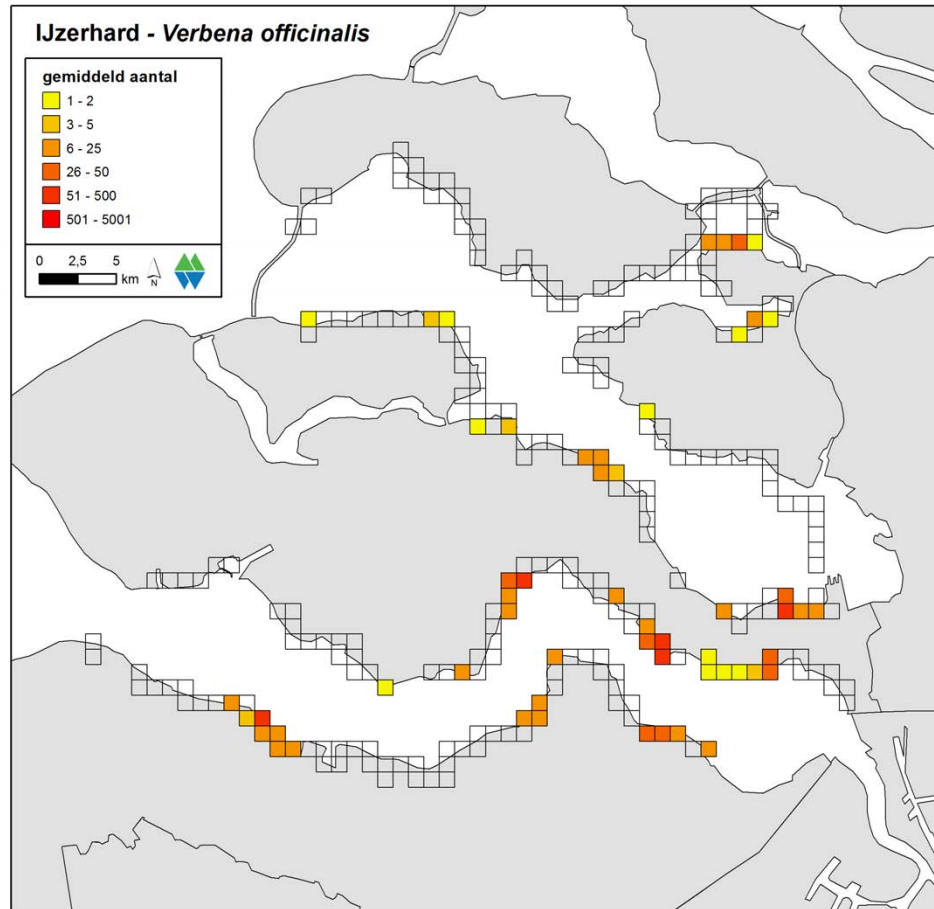 IJzerhard - Verbena officinalis
gemiddeld aantal
1 - 2
3 - 5
6 - 25
26 - 50
51 - 500
501 - 5001
0 2,5 5
km
N